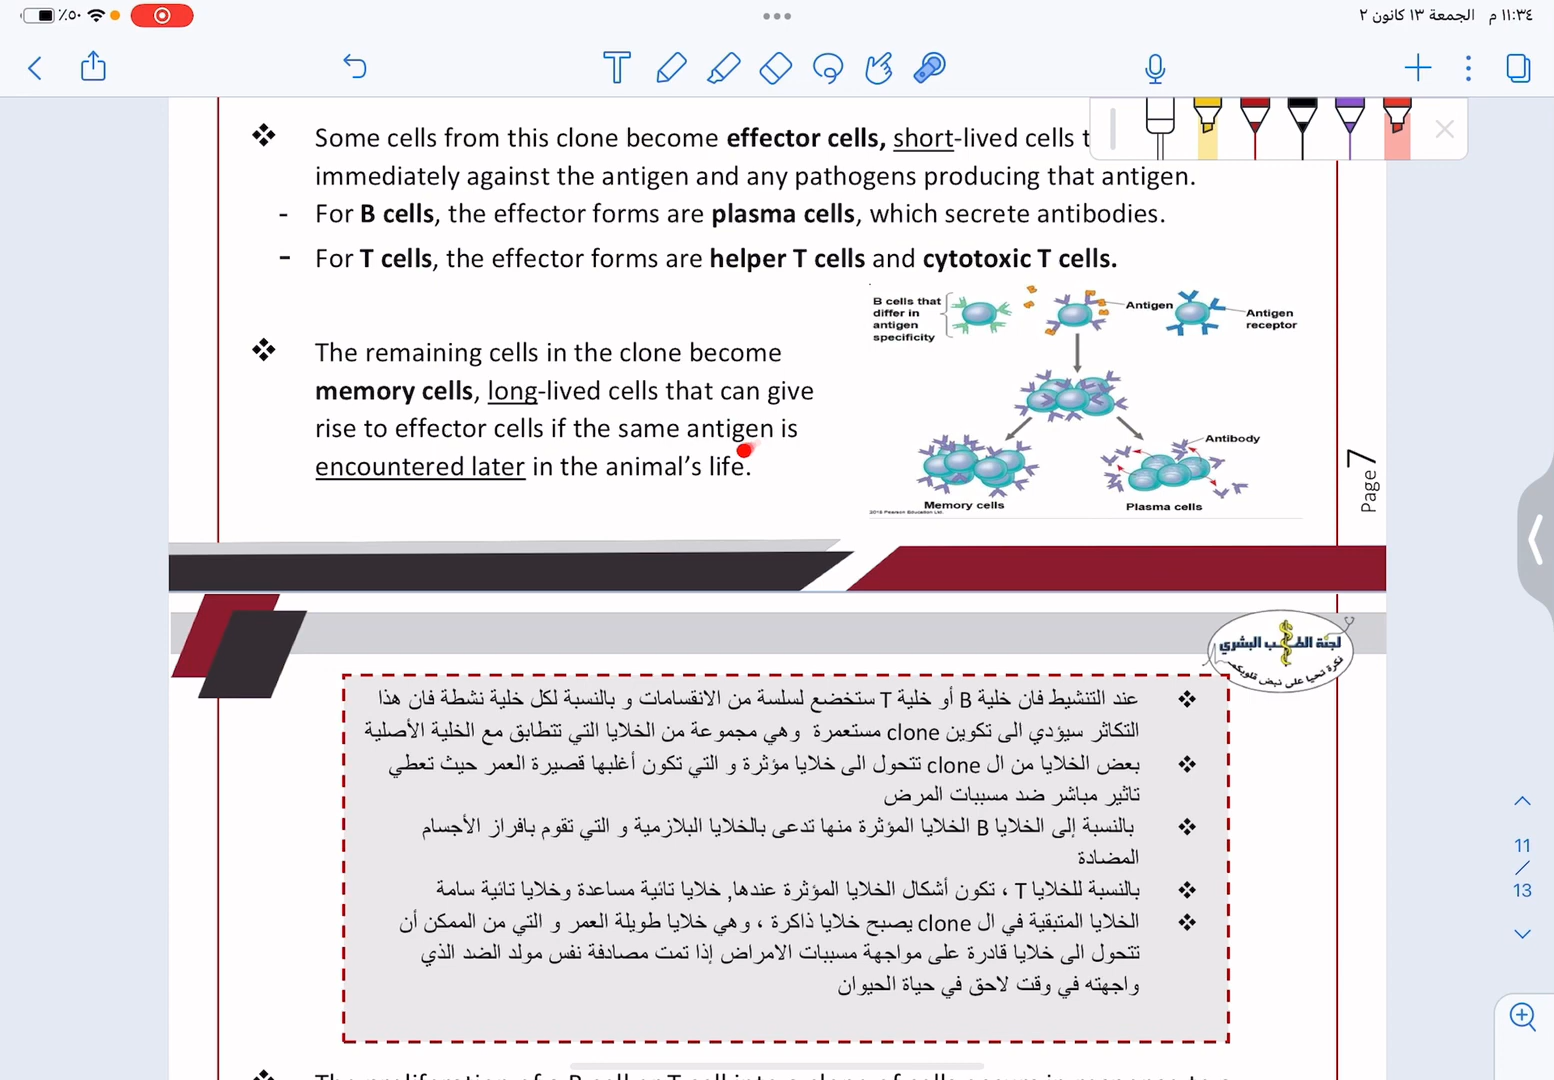 ٪٥٠
١١:٣٤ م الجمعة ١٣ كانون ٢
Some cells from this clone become effector cells, short-lived cells t
immediately against the antigen and any pathogens producing that antigen.
- For B cells, the effector forms are plasma cells, which secrete antibodies.
- For T cells, the effector forms are helper T cells and cytotoxic T cells.
The remaining cells in the clone become
memory cells, long-lived cells that can give
rise to effector cells if the same antigen is
encountered later in the animal's life.
B cells that
differ in
antigen
specificity
Antigen
Antigen
receptor
Antibody
Memory cells
Plasma cells
2018 Pearson Education Ltd.
Page 7
لجنة الطب البشري
فكرة تحيا على نبض قلوبكم
عند التنشيط فان خلية B أو خلية T ستخضع لسلسة من الانقسامات و بالنسبة لكل خلية نشطة فان هذا
التكاثر سيؤدي الى تكوين clone مستعمرة وهي مجموعة من الخلايا التي تتطابق مع الخلية الأصلية
بعض الخلايا من ال clone تتحول الى خلايا مؤثرة و التي تكون أغلبها قصيرة العمر حيث تعطي
تاثير مباشر ضد مسببات المرض
بالنسبة إلى الخلايا B الخلايا المؤثرة منها تدعى بالخلايا البلازمية و التي تقوم بافراز الأجسام
المضادة
بالنسبة للخلايا T ، تكون أشكال الخلايا المؤثرة عندها, خلايا تائية مساعدة وخلايا تائية سامة
الخلايا المتبقية في ال clone يصبح خلايا ذاكرة ، وهي خلايا طويلة العمر و التي من الممكن أن
تتحول الى خلايا قادرة على مواجهة مسببات الامراض إذا تمت مصادفة نفس مولد الضد الذي
واجهته في وقت لاحق في حياة الحيوان
11
/
13